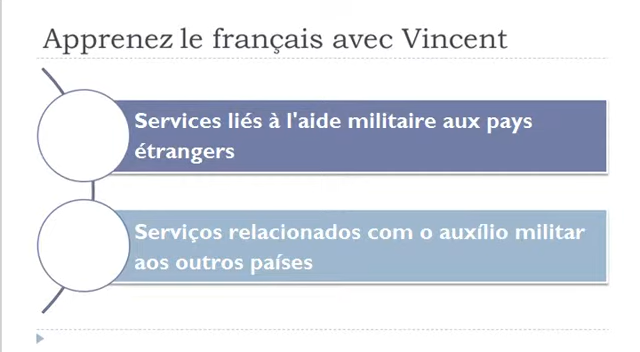 Apprenez le français avec Vincent
Services liés à l'aide militaire aux pays
étrangers
Serviços relacionados com o auxílio militar
aos outros países